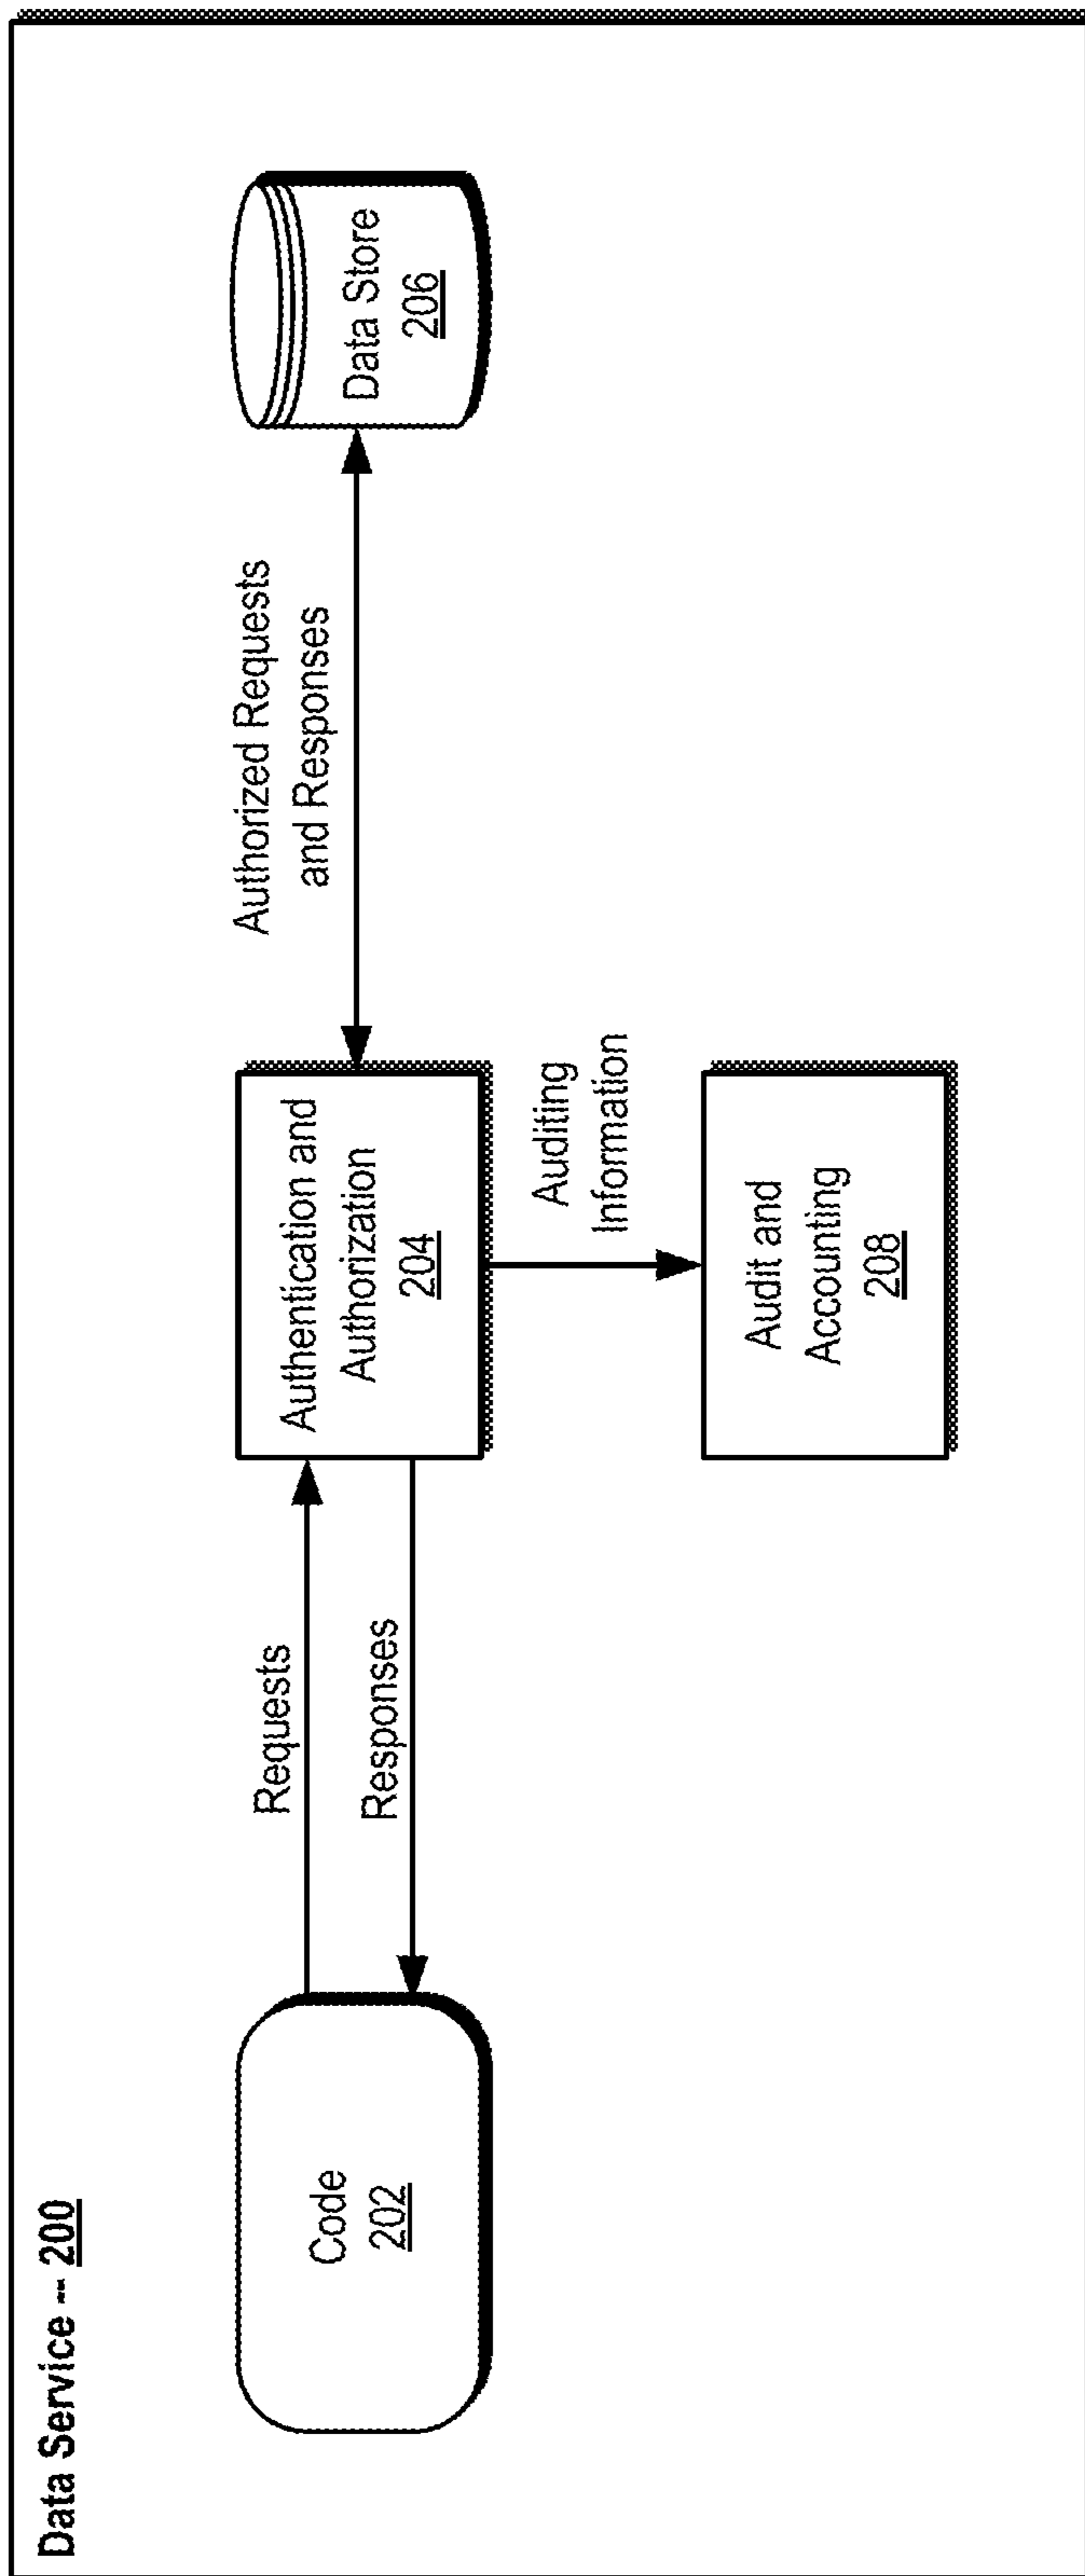 Data Service -- 200
Code
202
Requests
Responses
Authentication and
Authorization
204
Authorized Requests
and Responses
Data Store
206
Auditing
Information
Audit and
Accounting
208